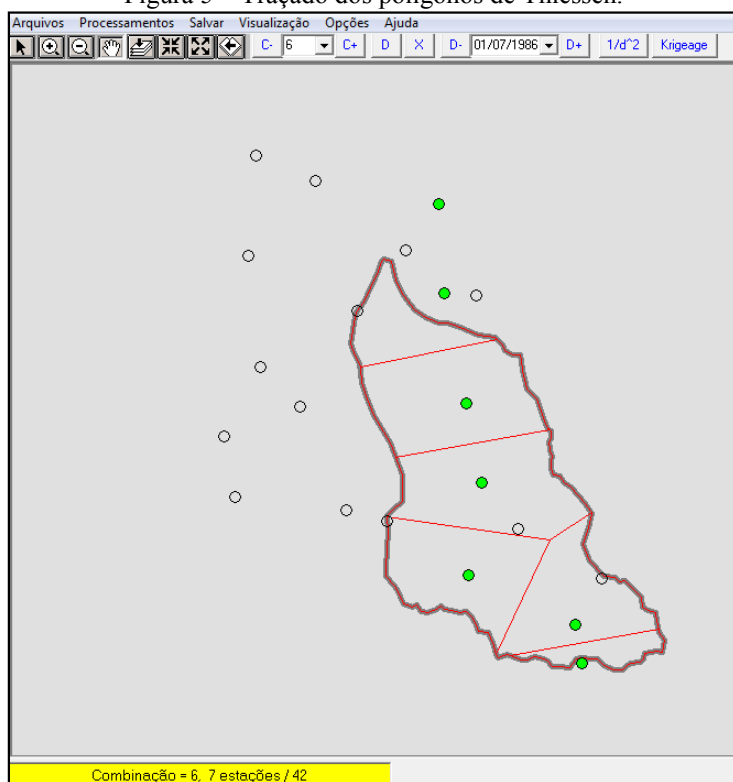 Figura 5 – Traçado dos polígonos de Thiessen.
Arquivos Processamentos Salvar Visualização Opções Ajuda
C- 6 C+ D X D- 01/07/1986 D+ 1/d^2 Krigeage
Combinação = 6, 7 estações / 42